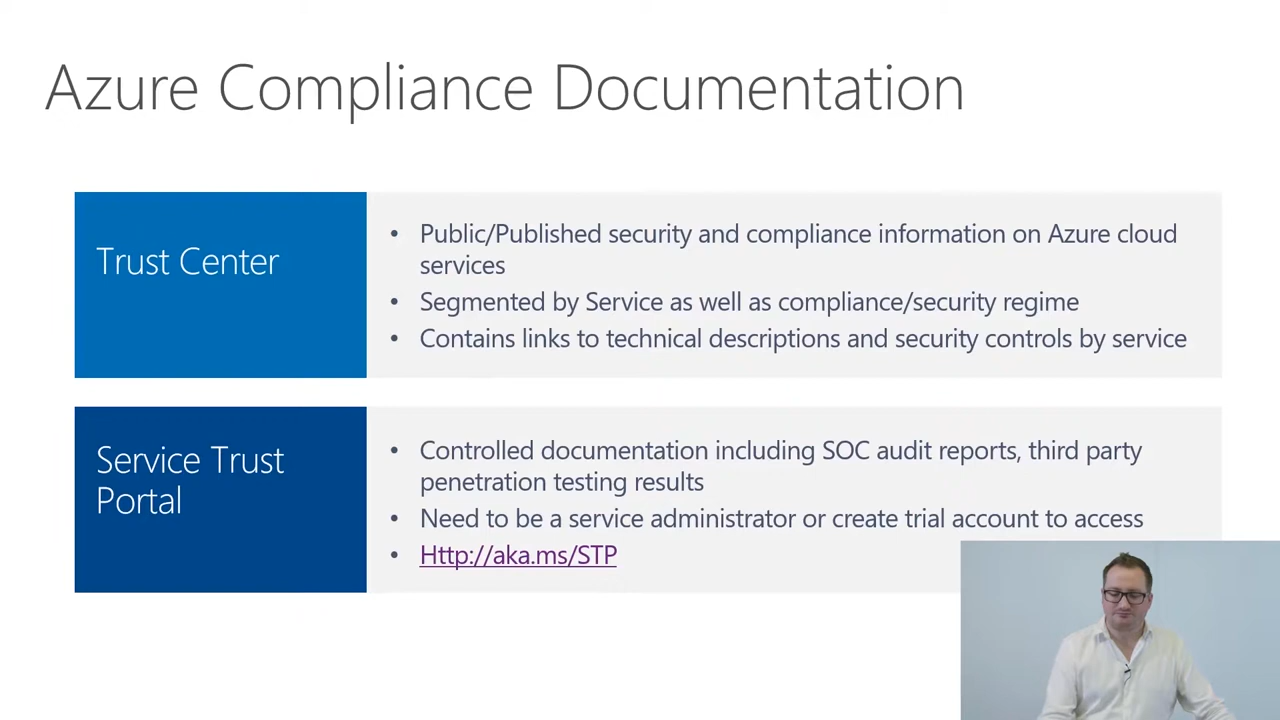 Azure Compliance Documentation
Trust Center
• Public/Published security and compliance information on Azure cloud
services
• Segmented by Service as well as compliance/security regime
• Contains links to technical descriptions and security controls by service
Service Trust
Portal
• Controlled documentation including SOC audit reports, third party
penetration testing results
• Need to be a service administrator or create trial account to access
• Http://aka.ms/STP